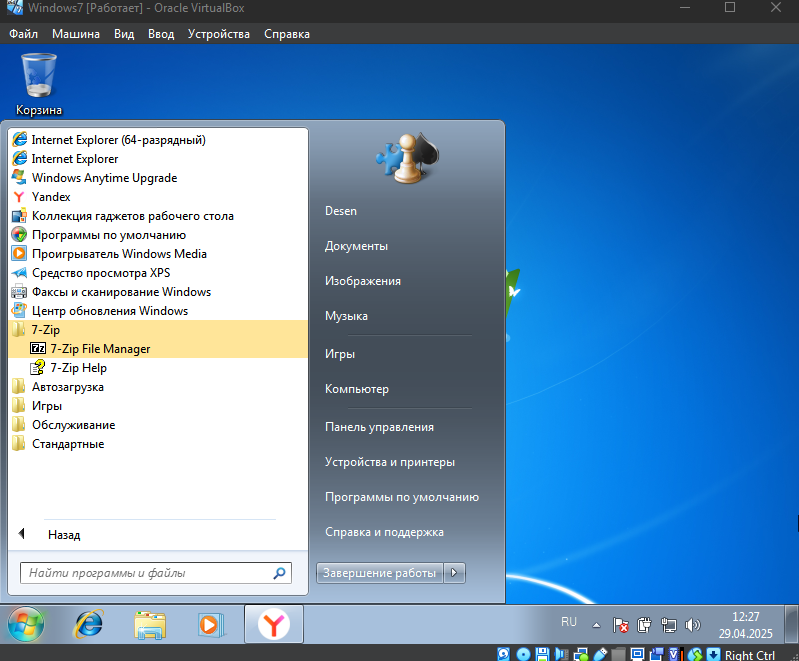 Windows7 [Работает] - Oracle VirtualBox
Файл Машина Вид Ввод Устройства Справка
Корзина
Internet Explorer (64-разрядный)
Internet Explorer
Windows Anytime Upgrade
Yandex
Коллекция гаджетов рабочего стола
Программы по умолчанию
Проигрыватель Windows Media
Средство просмотра XPS
Факсы и сканирование Windows
Центр обновления Windows
7-Zip
7-Zip File Manager
7-Zip Help
Автозагрузка
Игры
Обслуживание
Стандартные
Назад
Найти программы и файлы
Desen
Документы
Изображения
Музыка
Игры
Компьютер
Панель управления
Устройства и принтеры
Программы по умолчанию
Справка и поддержка
Завершение работы
RU
12:27
29.04.2025
Right Ctrl